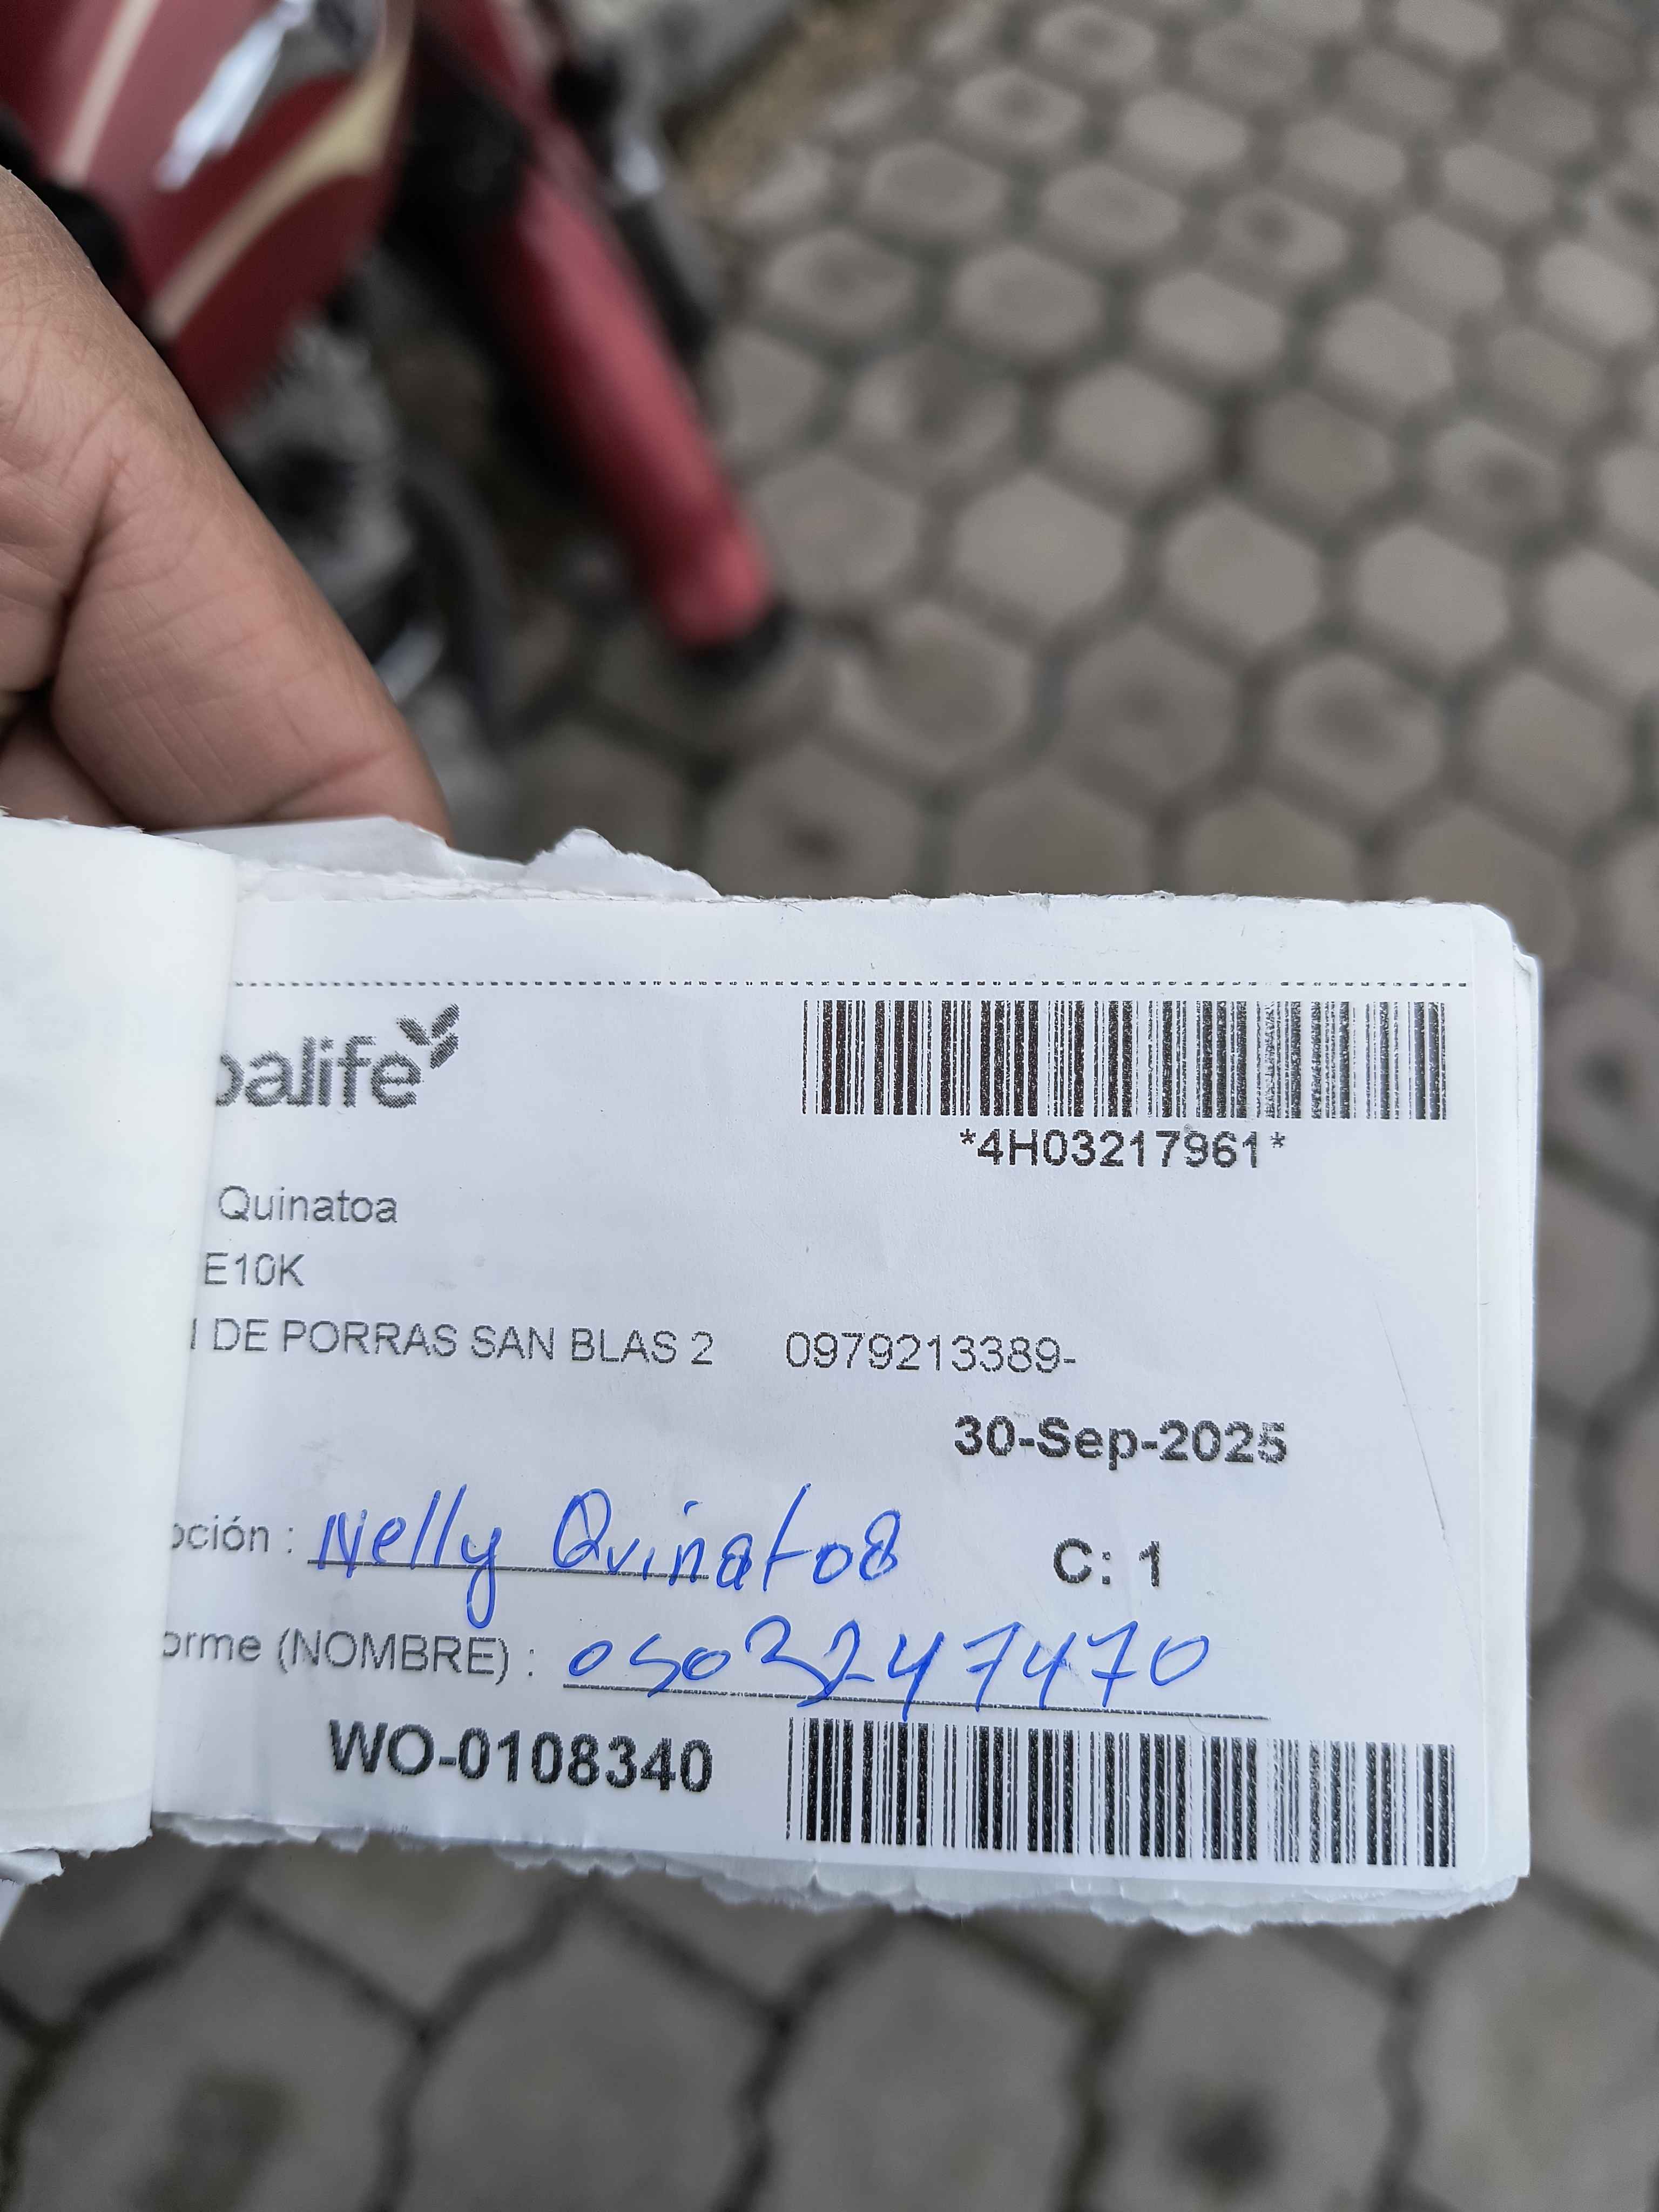 balife
*4H03217961*
Quinatoa
E10K
DE PORRAS SAN BLAS 2 0979213389-
30-Sep-2025
pción : Nelly Quinatoa C: 1
orme (NOMBRE) : 0503247470
WO-0108340